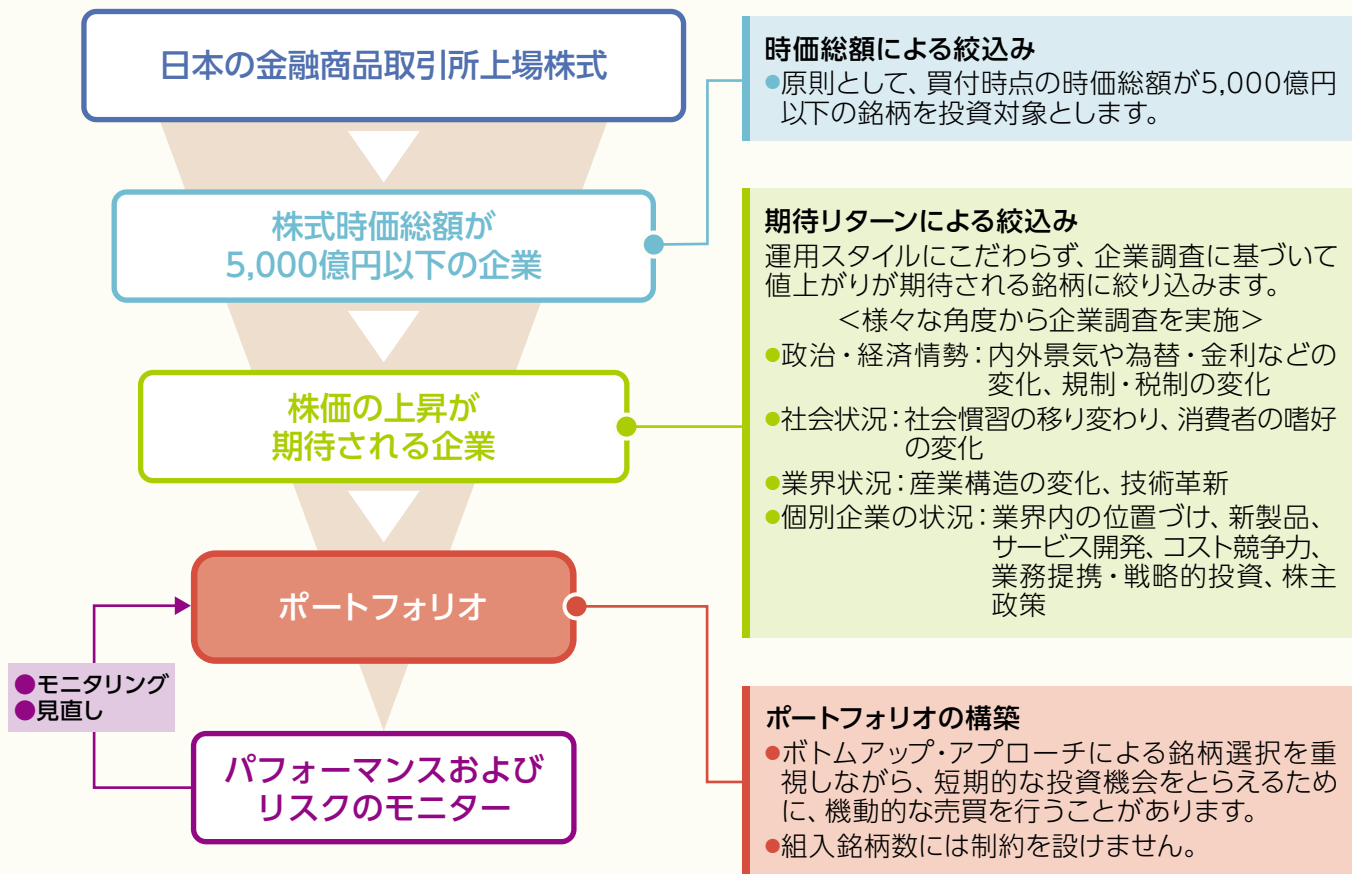 日本の金融商品取引所上場株式
時価総額による絞込み
●原則として、買付時点の時価総額が5,000億円
以下の銘柄を投資対象とします。
株式時価総額が
5,000億円以下の企業
期待リターンによる絞込み
運用スタイルにこだわらず、企業調査に基づいて
値上がりが期待される銘柄に絞り込みます。
＜様々な角度から企業調査を実施＞
●政治・経済情勢：内外景気や為替・金利などの
変化、規制・税制の変化
●社会状況：社会慣習の移り変わり、消費者の嗜好
の変化
●業界状況：産業構造の変化、技術革新
●個別企業の状況：業界内の位置づけ、新製品、
サービス開発、コスト競争力、
業務提携・戦略的投資、株主
政策
株価の上昇が
期待される企業
ポートフォリオ
●モニタリング
●見直し
ポートフォリオの構築
●ボトムアップ・アプローチによる銘柄選択を重
視しながら、短期的な投資機会をとらえるため
に、機動的な売買を行うことがあります。
●組入銘柄数には制約を設けません。
パフォーマンスおよび
リスクのモニター